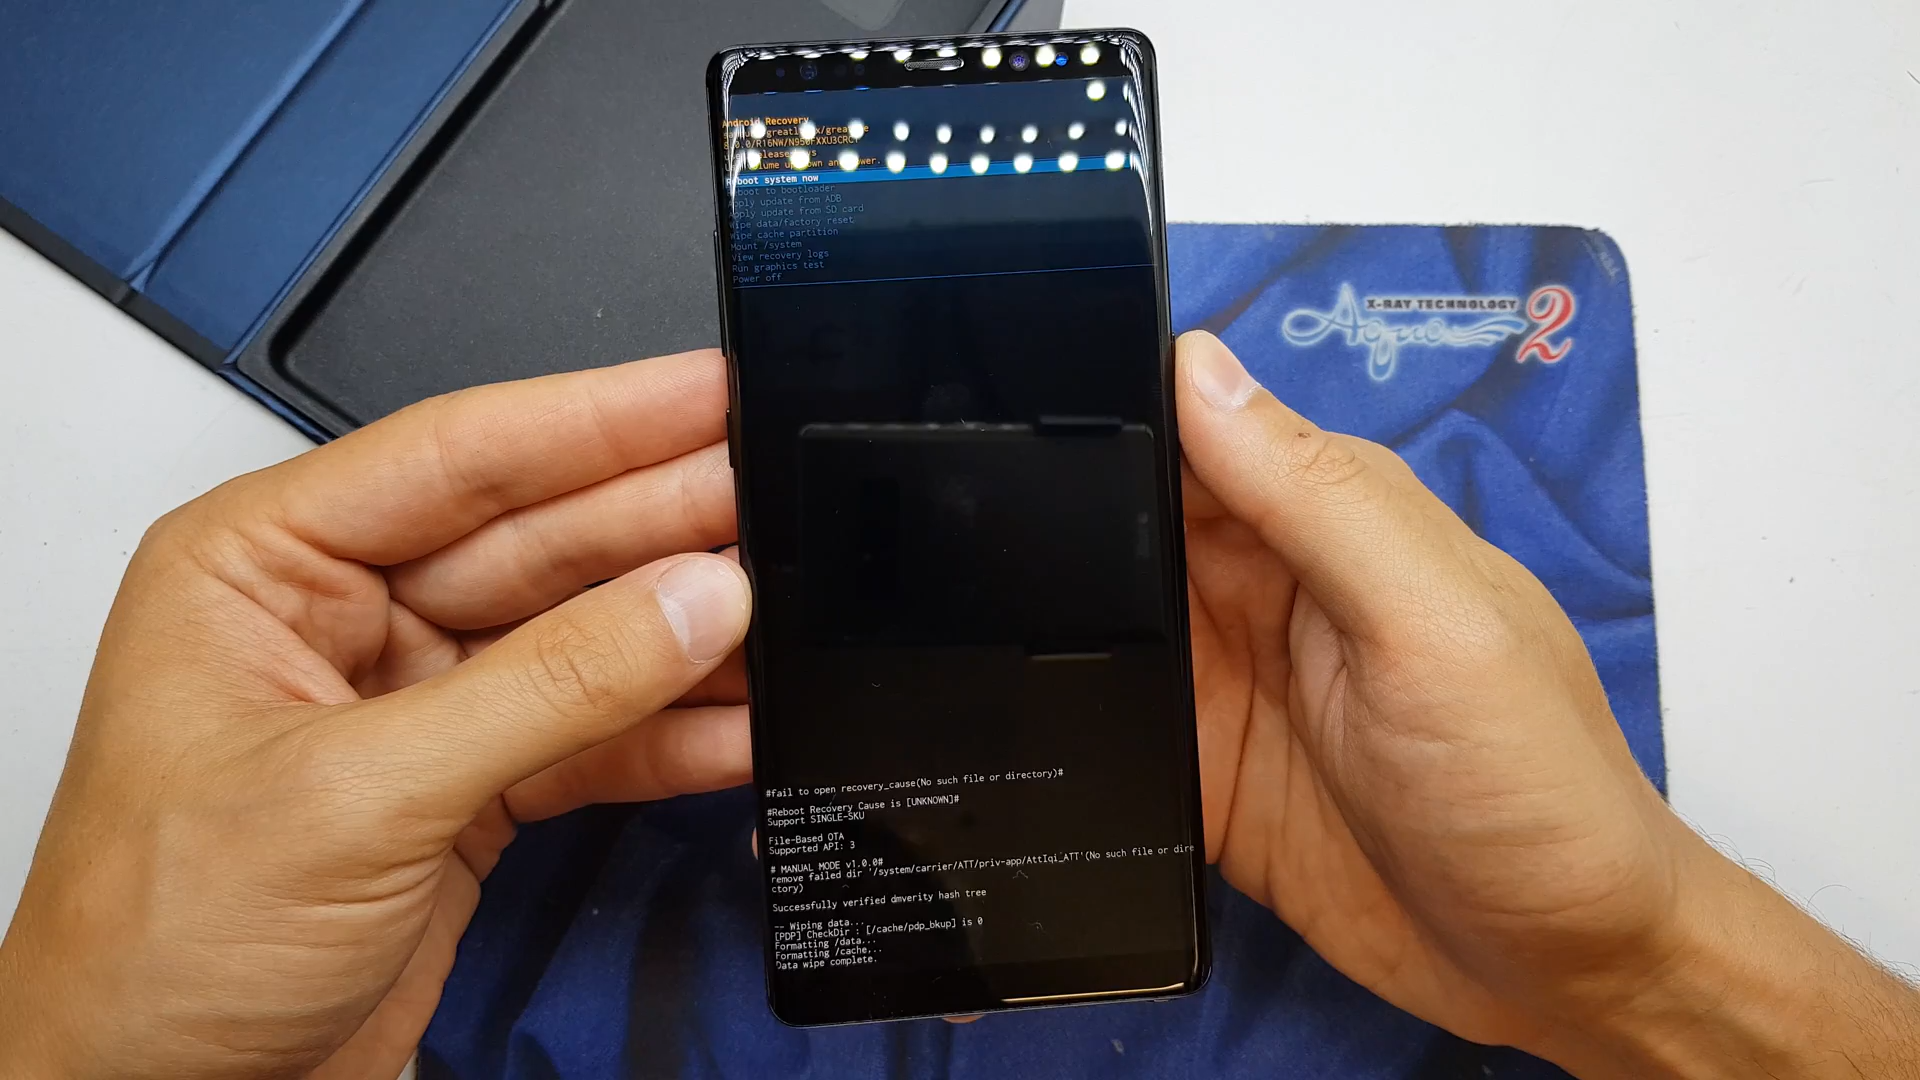 Android Recovery
8.0.0/R16NW/N950FXXU3CRC1
Reboot system now
Reboot to bootloader
Apply update from ADB
Apply update from SD card
Wipe data/factory reset
Wipe cache partition
Mount /system
View recovery logs
Run graphics test
Power off
X-RAY TECHNOLOGY
Aqua 2
#fail to open recovery_cause(No such file or directory)#
#Reboot Recovery Cause is [UNKNOWN]#
Support SINGLE-SKU
File-Based OTA
Supported API: 3
# MANUAL MODE v1.0.0#
remove failed dir '/system/carrier/ATT/priv-app/AttIqi_ATT'(No such file or dire
ctory)
Successfully verified dmverity hash tree
-- Wiping data...
[PDP] CheckDir : [/cache/pdp_bkup] is 0
Formatting /data...
Formatting /cache...
Data wipe complete.